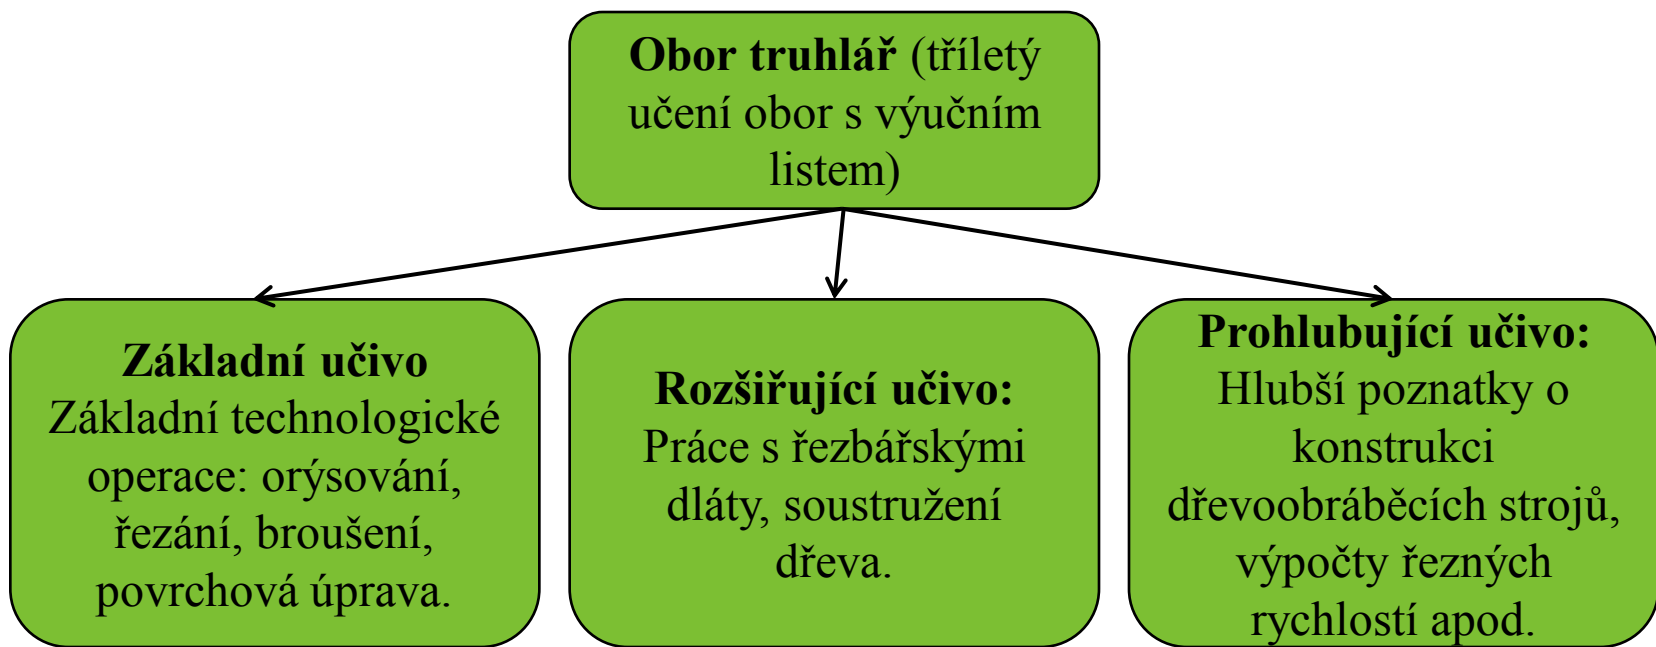 Obor truhlář (tříletý
učení obor s výučním
listem)
Základní učivo
Základní technologické
operace: orýsování,
řezání, broušení,
povrchová úprava.
Rozšiřující učivo:
Práce s řezbářskými
dláty, soustružení
dřeva.
Prohlubující učivo:
Hlubší poznatky o
konstrukci
dřevoobráběcích strojů,
výpočty řezných
rychlostí apod.